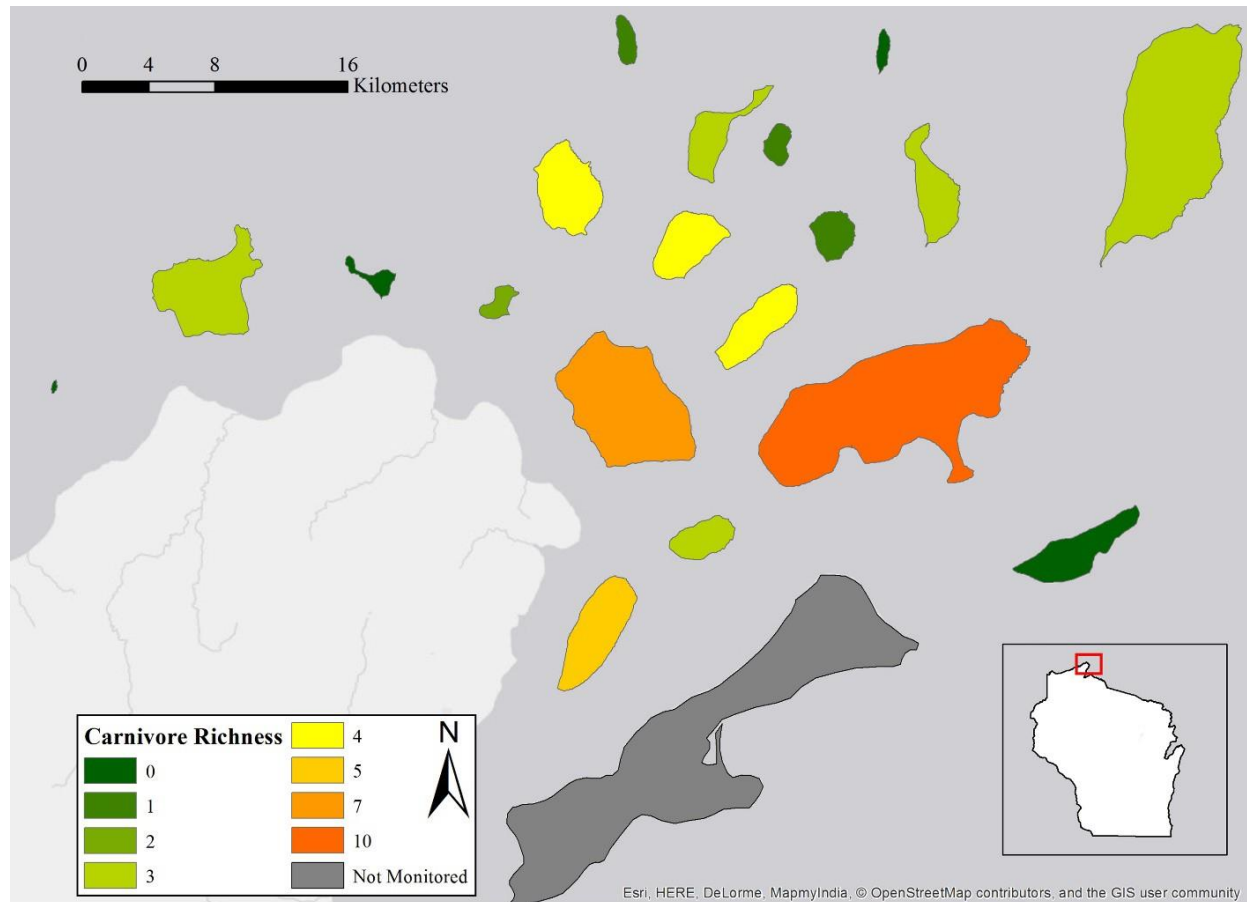 0 4 8 16
Kilometers
Carnivore Richness
0
1
2
3
4
5
7
10
Not Monitored
N
Esri, HERE, DeLorme, MapmyIndia, © OpenStreetMap contributors, and the GIS user community